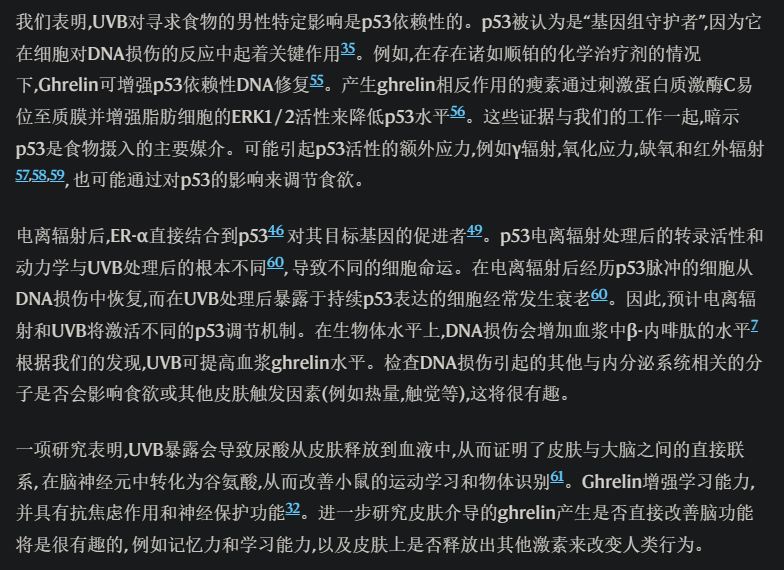 我们表明,UVB对寻求食物的男性特定影响是p53依赖性的。p53被认为是“基因组守护者”,因为它
在细胞对DNA损伤的反应中起着关键作用35。例如,在存在诸如顺铂的化学治疗剂的情况
下,Ghrelin可增强p53依赖性DNA修复55。产生ghrelin相反作用的瘦素通过刺激蛋白质激酶C易
位至质膜并增强脂肪细胞的ERK1/2活性来降低p53水平56。这些证据与我们的工作一起,暗示
p53是食物摄入的主要媒介。可能引起p53活性的额外应力,例如γ辐射,氧化应力,缺氧和红外辐射
57,58,59, 也可能通过对p53的影响来调节食欲。
电离辐射后,ER-α直接结合到p5346 对其目标基因的促进者49。p53电离辐射处理后的转录活性和
动力学与UVB处理后的根本不同60, 导致不同的细胞命运。在电离辐射后经历p53脉冲的细胞从
DNA损伤中恢复,而在UVB处理后暴露于持续p53表达的细胞经常发生衰老60。因此,预计电离辐
射和UVB将激活不同的p53调节机制。在生物体水平上,DNA损伤会增加血浆中β-内啡肽的水平7
根据我们的发现,UVB可提高血浆ghrelin水平。检查DNA损伤引起的其他与内分泌系统相关的分
子是否会影响食欲或其他皮肤触发因素(例如热量,触觉等),这将很有趣。
一项研究表明,UVB暴露会导致尿酸从皮肤释放到血液中,从而证明了皮肤与大脑之间的直接联
系, 在脑神经元中转化为谷氨酸,从而改善小鼠的运动学习和物体识别61。Ghrelin增强学习能力,
并具有抗焦虑作用和神经保护功能32。进一步研究皮肤介导的ghrelin产生是否直接改善脑功能
将是很有趣的, 例如记忆力和学习能力,以及皮肤上是否释放出其他激素来改变人类行为。